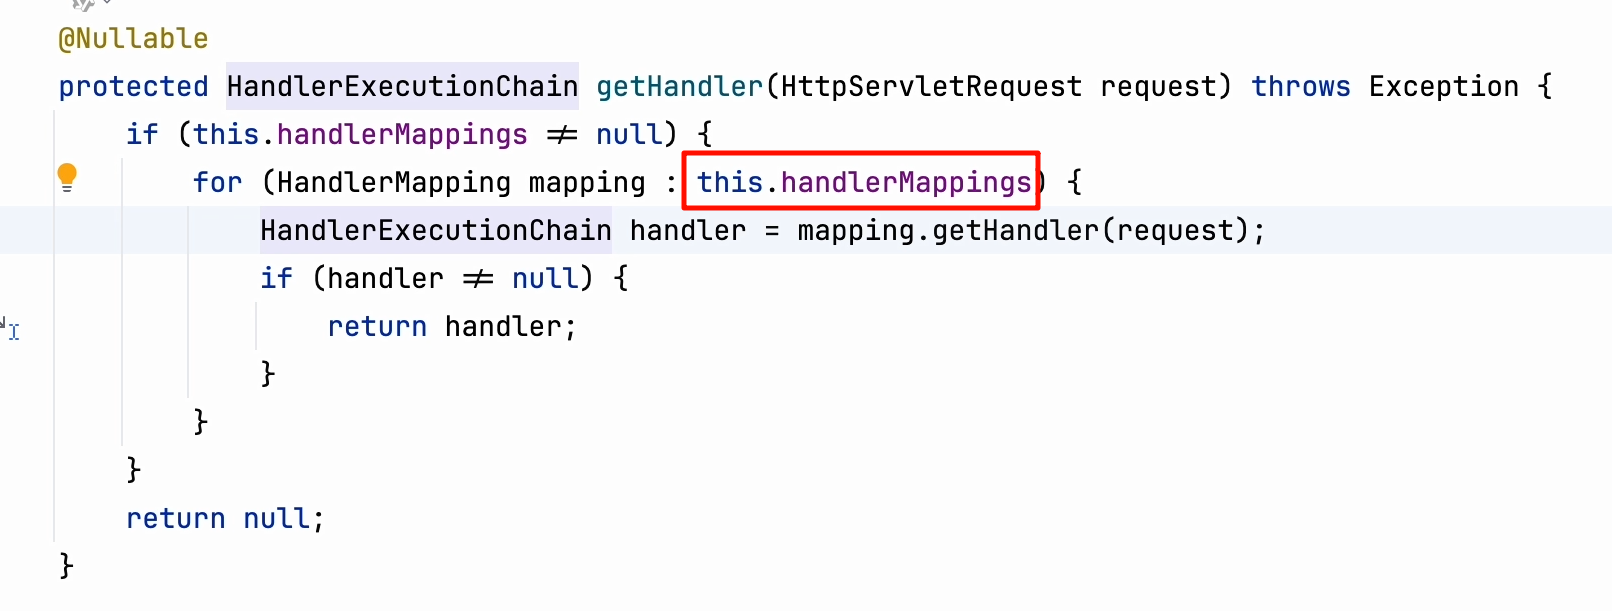 @Nullable
protected HandlerExecutionChain getHandler(HttpServletRequest request) throws Exception {
if (this.handlerMappings ≠ null) {
for (HandlerMapping mapping : this.handlerMappings) {
HandlerExecutionChain handler = mapping.getHandler(request);
if (handler ≠ null) {
return handler;
}
}
}
return null;
}